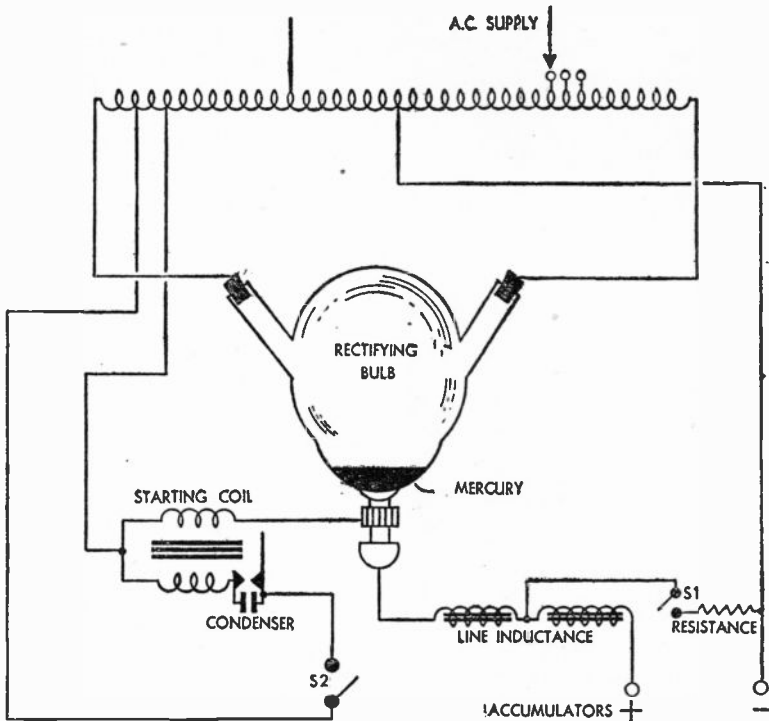 A.C. SUPPLY
RECTIFYING
BULB
MERCURY
STARTING COIL
CONDENSER
S1
RESISTANCE
LINE INDUCTANCE
S2
ACCUMULATORS + −